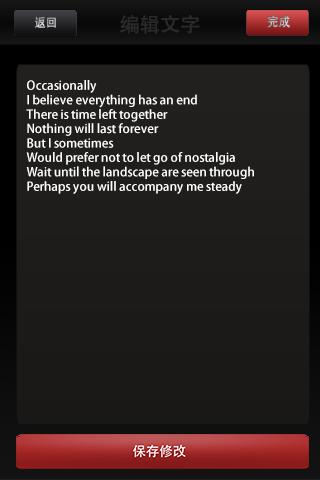 返回 编辑文字 完成
Occasionally
I believe everything has an end
There is time left together
Nothing will last forever
But I sometimes
Would prefer not to let go of nostalgia
Wait until the landscape are seen through
Perhaps you will accompany me steady
保存修改